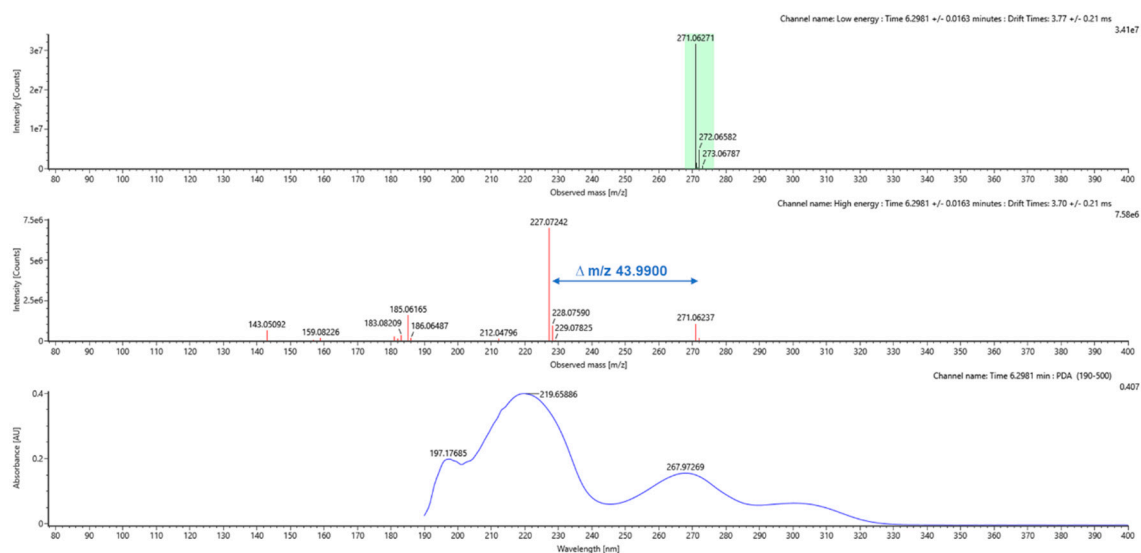 Channel name: Low energy : Time 6.2981 +/- 0.0163 minutes : Drift Times: 3.77 +/- 0.21 ms
3.41e7
271.06271
3e7
2e7
1e7
0
272.06582
273.06787
Intensity [Counts]
80 90 100 110 120 130 140 150 160 170 180 190 200 210 220 230 240 250 260 270 280 290 300 310 320 330 340 350 360 370 380 390 400
Observed mass [m/z]
Channel name: High energy : Time 6.2981 +/- 0.0163 minutes : Drift Times: 3.70 +/- 0.21 ms
7.58e6
7.5e6
5e6
2.5e6
0
Intensity [Counts]
227.07242
Δ m/z 43.9900
143.05092
159.08226
183.08209
185.06165
186.06487
212.04796
228.07590
229.07825
271.06237
80 90 100 110 120 130 140 150 160 170 180 190 200 210 220 230 240 250 260 270 280 290 300 310 320 330 340 350 360 370 380 390 400
Observed mass [m/z]
Channel name: Time 6.2981 min : PDA (190-500)
0.407
0.4
0.2
0
Absorbance [AU]
197.17685
219.65886
267.97269
80 90 100 110 120 130 140 150 160 170 180 190 200 210 220 230 240 250 260 270 280 290 300 310 320 330 340 350 360 370 380 390 400
Wavelength [nm]